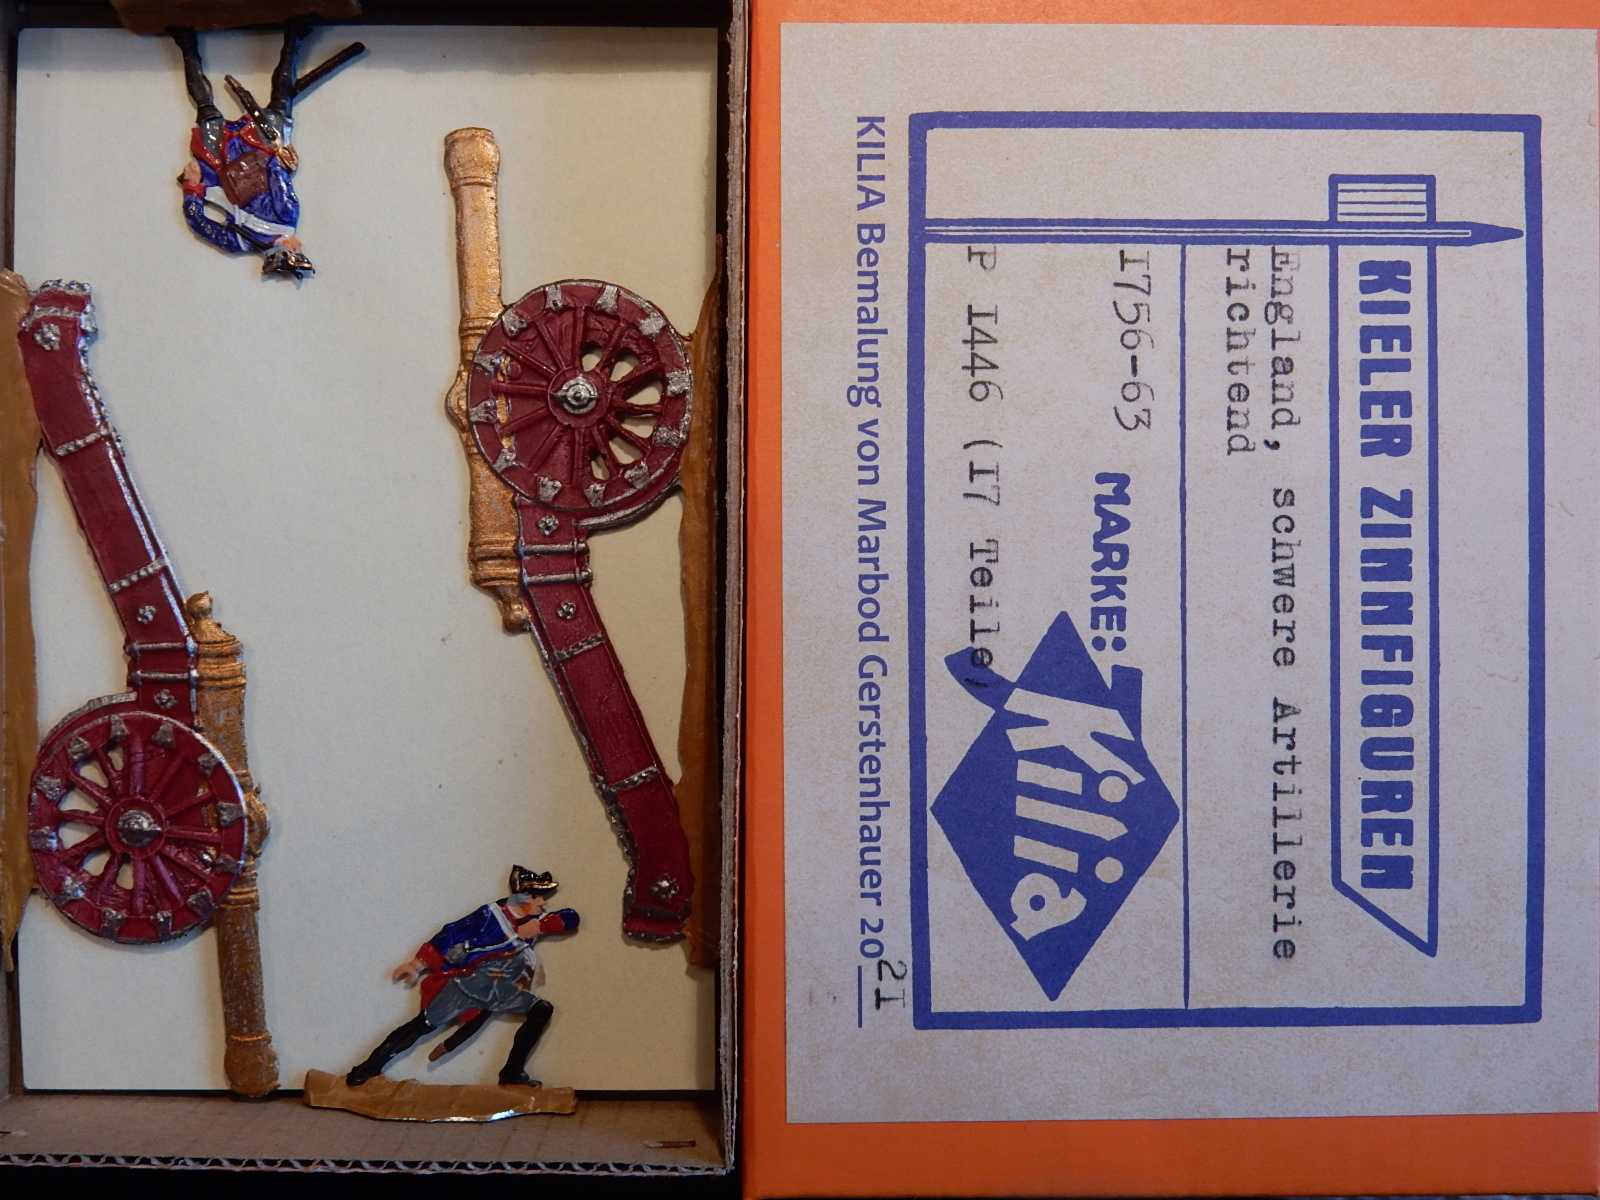 KIELER ZINNFIGUREN
England, schwere Artillerie
richtend
1756-63 MARKE:
Kilia
P 1446 (17 Teile,
KILIA Bemalung von Marbod Gerstenhauer 2021